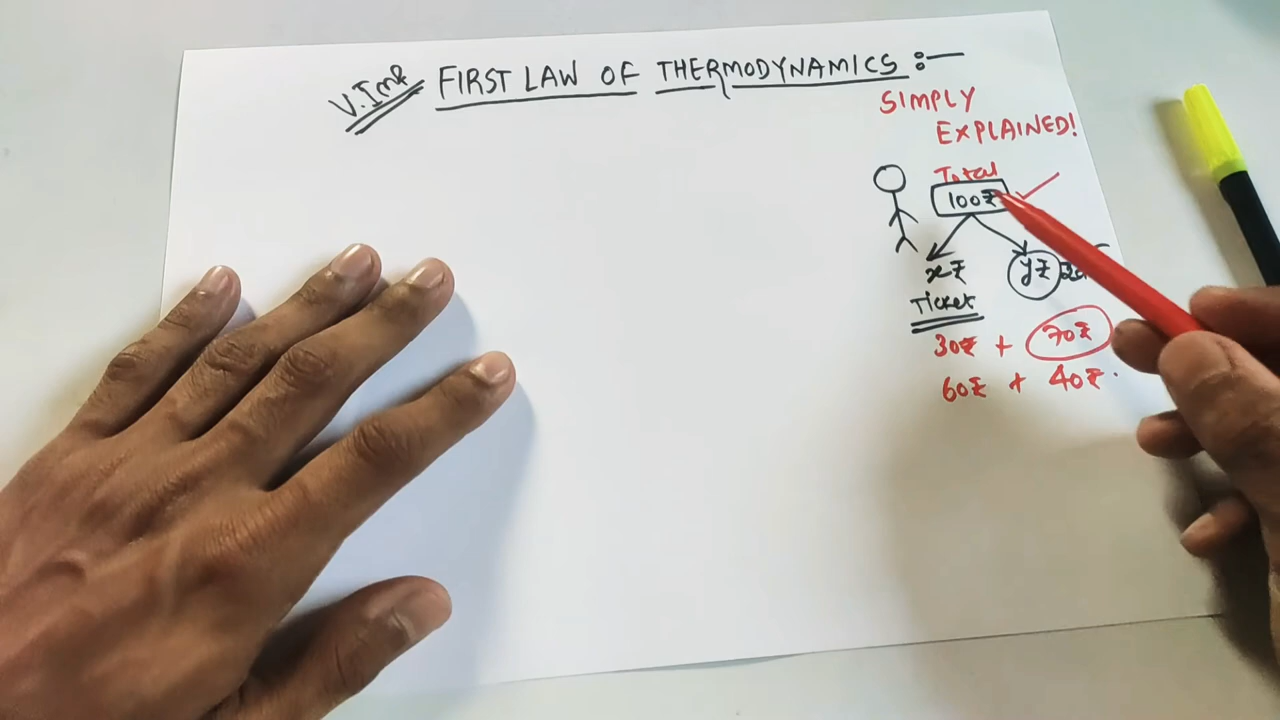 V.Imp FIRST LAW OF THERMODYNAMICS :—
SIMPLY
EXPLAINED!
Total
100₹
x₹ y₹
Ticket
30₹ + 70₹
60₹ + 40₹.